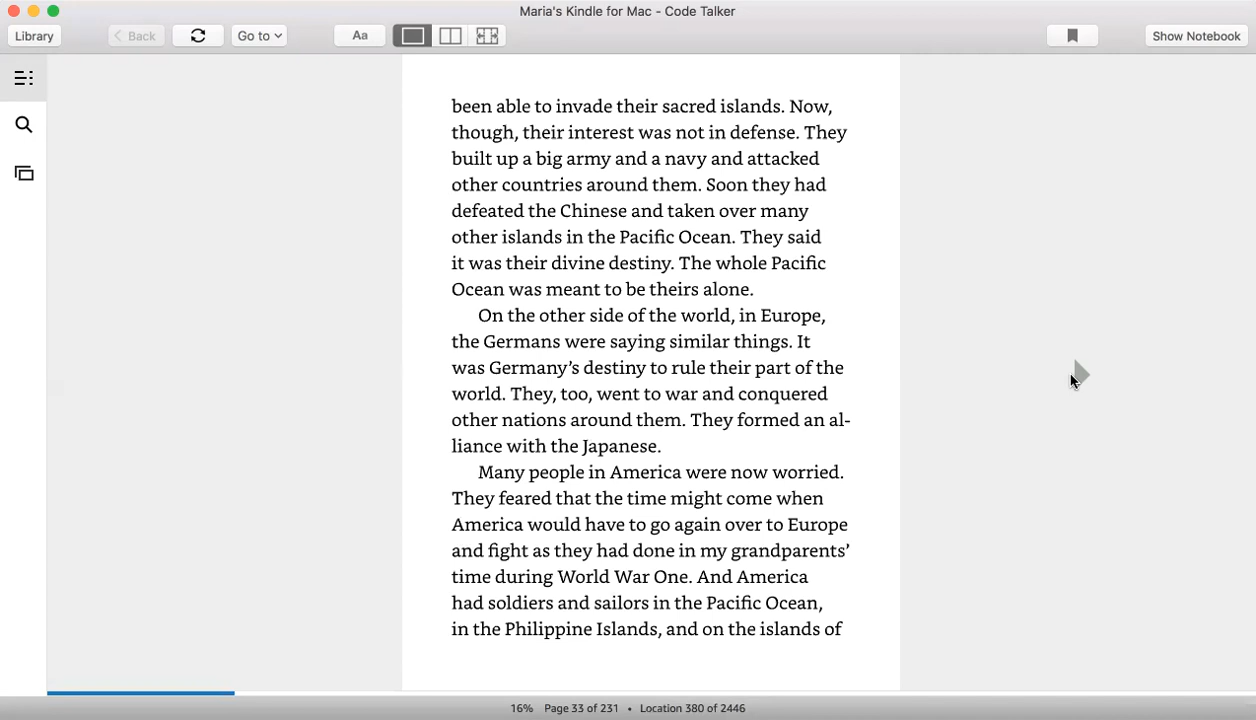 Maria's Kindle for Mac - Code Talker
Library
Back
Go to
Aa
Show Notebook
been able to invade their sacred islands. Now,
though, their interest was not in defense. They
built up a big army and a navy and attacked
other countries around them. Soon they had
defeated the Chinese and taken over many
other islands in the Pacific Ocean. They said
it was their divine destiny. The whole Pacific
Ocean was meant to be theirs alone.
On the other side of the world, in Europe,
the Germans were saying similar things. It
was Germany’s destiny to rule their part of the
world. They, too, went to war and conquered
other nations around them. They formed an al-
liance with the Japanese.
Many people in America were now worried.
They feared that the time might come when
America would have to go again over to Europe
and fight as they had done in my grandparents’
time during World War One. And America
had soldiers and sailors in the Pacific Ocean,
in the Philippine Islands, and on the islands of
16% Page 33 of 231 • Location 380 of 2446